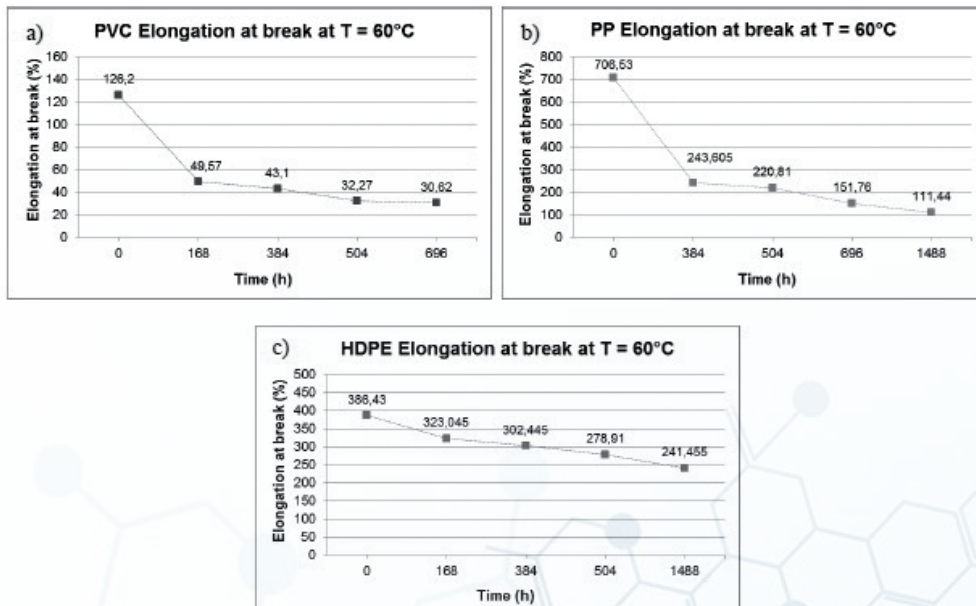 a)
PVC Elongation at break at T = 60°C
Elongation at break (%)
160
140
120
100
80
60
40
20
0
126,2
49,57
43,1
32,27
30,62
0 168 384 504 696
Time (h)
b)
PP Elongation at break at T = 60°C
Elongation at break (%)
800
700
600
500
400
300
200
100
0
706,53
243,605
220,81
151,76
111,44
0 384 504 696 1488
Time (h)
c)
HDPE Elongation at break at T = 60°C
Elongation at break (%)
500
450
400
350
300
250
200
150
100
50
0
386,43
323,045
302,445
278,91
241,455
0 168 384 504 1488
Time (h)